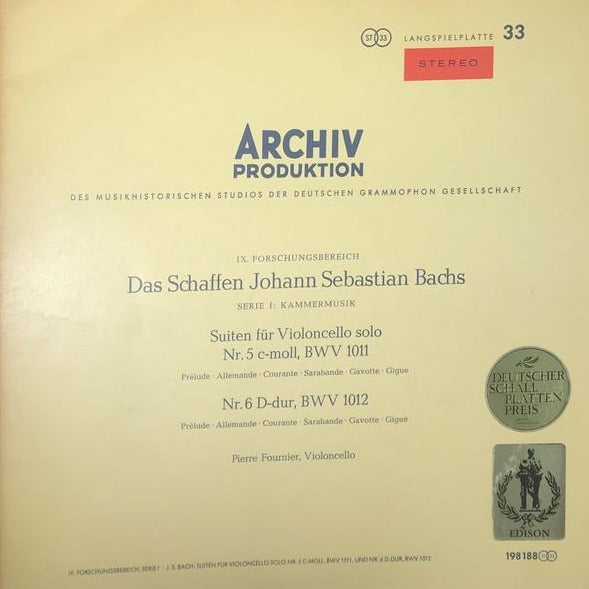 ST 33 LANGSPIELPLATTE 33
STEREO
ARCHIV
PRODUKTION
DES MUSIKHISTORISCHEN STUDIOS DER DEUTSCHEN GRAMMOPHON GESELLSCHAFT
IX. FORSCHUNGSBEREICH
Das Schaffen Johann Sebastian Bachs
SERIE I: KAMMERMUSIK
Suiten für Violoncello solo
Nr. 5 c-moll, BWV 1011
Prélude · Allemande · Courante · Sarabande · Gavotte · Gigue
Nr. 6 D-dur, BWV 1012
Prélude · Allemande · Courante · Sarabande · Gavotte · Gigue
Pierre Fournier, Violoncello
DEUTSCHER
SCHALL
PLATTEN
PREIS
EDISON
198188
IX. FORSCHUNGSBEREICH, SERIE I · J. S. BACH: SUITEN FÜR VIOLONCELLO SOLO NR. 5 C-MOLL, BWV 1011, UND NR. 6 D-DUR, BWV 1012